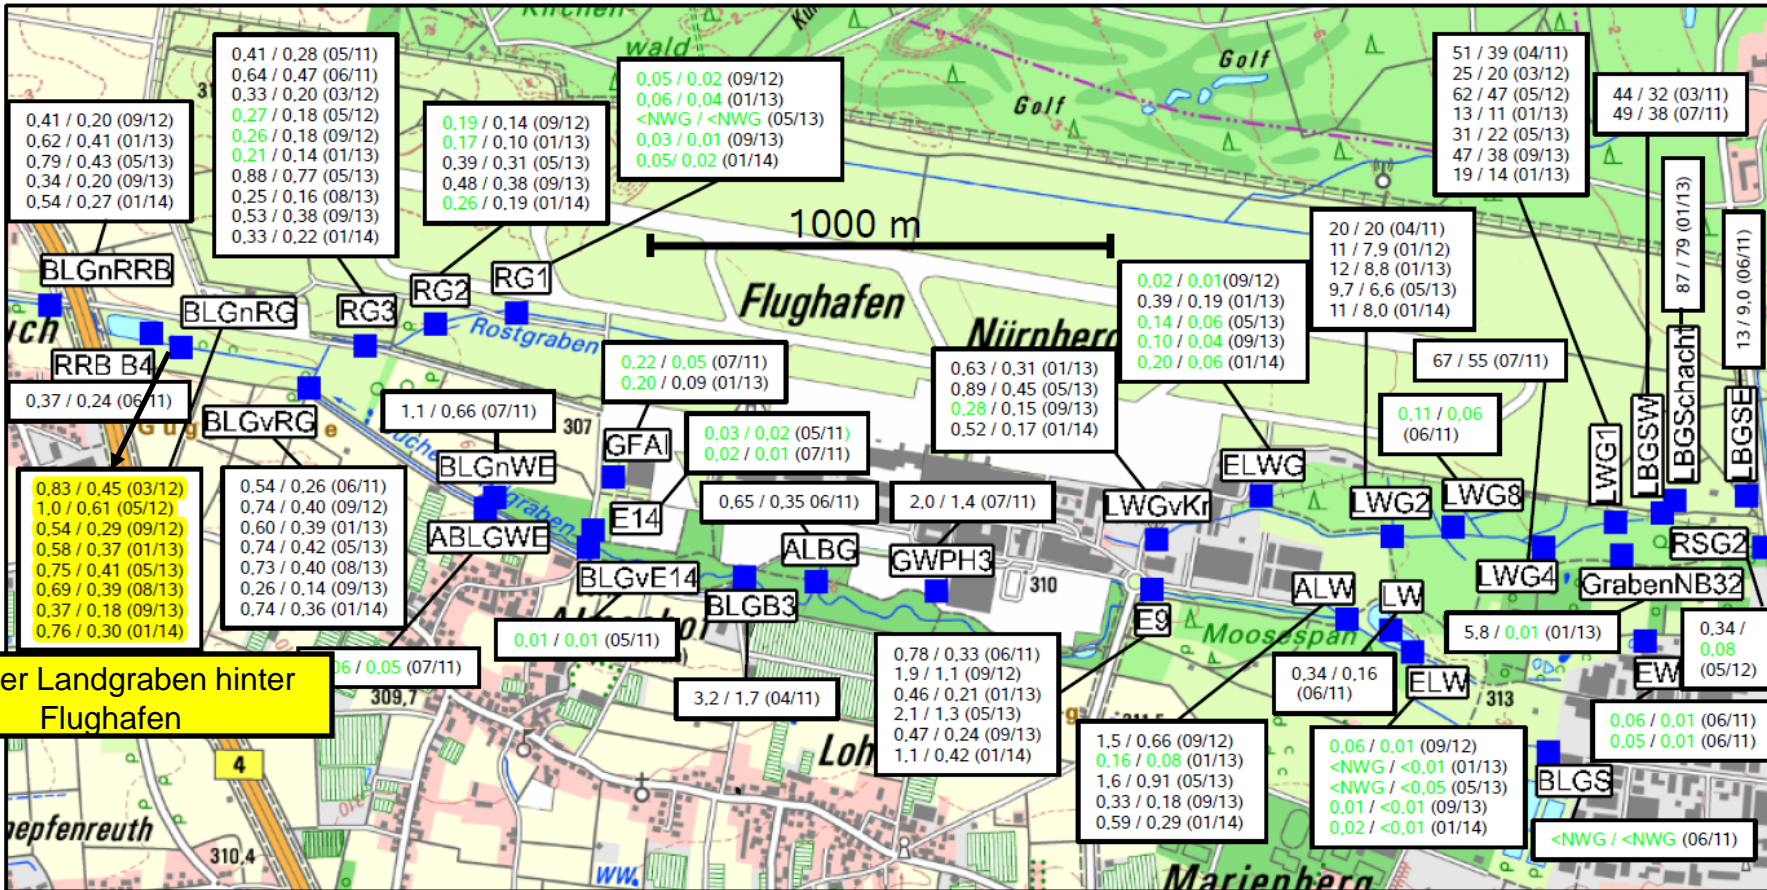 Kirchen-
wald
Golf
Golf
0,41 / 0,28 (05/11)
0,64 / 0,47 (06/11)
0,33 / 0,20 (03/12)
0,27 / 0,18 (05/12)
0,26 / 0,18 (09/12)
0,21 / 0,14 (01/13)
0,88 / 0,77 (05/13)
0,25 / 0,16 (08/13)
0,53 / 0,38 (09/13)
0,33 / 0,22 (01/14)
0,05 / 0,02 (09/12)
0,06 / 0,04 (01/13)
<NWG / <NWG (05/13)
0,03 / 0,01 (09/13)
0,05/ 0,02 (01/14)
51 / 39 (04/11)
25 / 20 (03/12)
62 / 47 (05/12)
13 / 11 (01/13)
31 / 22 (05/13)
47 / 38 (09/13)
19 / 14 (01/13)
44 / 32 (03/11)
49 / 38 (07/11)
0,41 / 0,20 (09/12)
0,62 / 0,41 (01/13)
0,79 / 0,43 (05/13)
0,34 / 0,20 (09/13)
0,54 / 0,27 (01/14)
0,19 / 0,14 (09/12)
0,17 / 0,10 (01/13)
0,39 / 0,31 (05/13)
0,48 / 0,38 (09/13)
0,26 / 0,19 (01/14)
87 / 79 (01/13)
13 / 9,0 (06/11)
1000 m
20 / 20 (04/11)
11 / 7,9 (01/12)
12 / 8,8 (01/13)
9,7 / 6,6 (05/13)
11 / 8,0 (01/14)
BLGnRRB
BLGnRG
RG3
RG2
RG1
Rostgraben
Flughafen
Nürnberg
0,02 / 0,01(09/12)
0,39 / 0,19 (01/13)
0,14 / 0,06 (05/13)
0,10 / 0,04 (09/13)
0,20 / 0,06 (01/14)
RRB B4
0,37 / 0,24 (06/11)
BLGvRG
1,1 / 0,66 (07/11)
307
0,22 / 0,05 (07/11)
0,20 / 0,09 (01/13)
0,63 / 0,31 (01/13)
0,89 / 0,45 (05/13)
0,28 / 0,15 (09/13)
0,52 / 0,17 (01/14)
67 / 55 (07/11)
0,11 / 0,06
(06/11)
0,03 / 0,02 (05/11)
0,02 / 0,01 (07/11)
BLGnWE
GFAI
E14
ABLGWE
graben
BLGvE14
0,65 / 0,35 06/11)
2,0 / 1,4 (07/11)
ALBG
GWPH3
BLGB3
310
LWGvKr
ELWG
LWG2
LWG8
LWG1
LBGSW
LBGSchacht
LBGSE
LWG4
RSG2
GrabenNB32
0,83 / 0,45 (03/12)
1,0 / 0,61 (05/12)
0,54 / 0,29 (09/12)
0,58 / 0,37 (01/13)
0,75 / 0,41 (05/13)
0,69 / 0,39 (08/13)
0,37 / 0,18 (09/13)
0,76 / 0,30 (01/14)
0,54 / 0,26 (06/11)
0,74 / 0,40 (09/12)
0,60 / 0,39 (01/13)
0,74 / 0,42 (05/13)
0,73 / 0,40 (08/13)
0,26 / 0,14 (09/13)
0,74 / 0,36 (01/14)
er Landgraben hinter
Flughafen
06 / 0,05 (07/11)
0,01 / 0,01 (05/11)
3,2 / 1,7 (04/11)
E9
ALW
LW
ELW
Moosespan
0,78 / 0,33 (06/11)
1,9 / 1,1 (09/12)
0,46 / 0,21 (01/13)
2,1 / 1,3 (05/13)
0,47 / 0,24 (09/13)
1,1 / 0,42 (01/14)
0,34 / 0,16
(06/11)
5,8 / 0,01 (01/13)
0,34 /
0,08
(05/12)
EW
313
0,06 / 0,01 (06/11)
0,05 / 0,01 (06/11)
309,7
1,5 / 0,66 (09/12)
0,16 / 0,08 (01/13)
1,6 / 0,91 (05/13)
0,33 / 0,18 (09/13)
0,59 / 0,29 (01/14)
0,06 / 0,01 (09/12)
<NWG / <0,01 (01/13)
<NWG / <0,05 (05/13)
0,01 / <0,01 (09/13)
0,02 / <0,01 (01/14)
BLGS
<NWG / <NWG (06/11)
4
Loh
epfenreuth
310,4
WW.
Marienberg